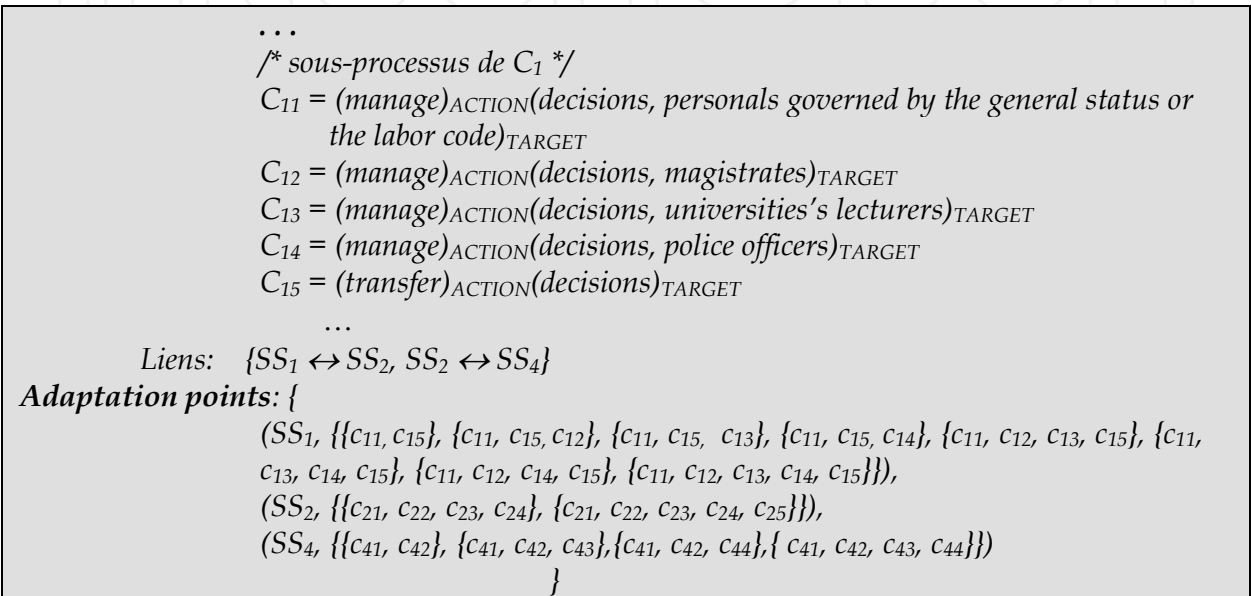 ...
/* sous-processus de C11 */
C11 = (manage)ACTION(decisions, personals governed by the general status or
the labor code)TARGET
C12 = (manage)ACTION(decisions, magistrates)TARGET
C13 = (manage)ACTION(decisions, universities's lecturers)TARGET
C14 = (manage)ACTION(decisions, police officers)TARGET
C15 = (transfer)ACTION(decisions)TARGET
...
Liens: {SS1 ↔ SS2, SS2 ↔ SS4}
Adaptation points: {
(SS1, {{c11, c15}, {c11, c15, c12}, {c11, c15, c13}, {c11, c15, c14}, {c11, c12, c13, c15}, {c11,
c13, c14, c15}, {c11, c12, c14, c15}, {c11, c12, c13, c14, c15}}),
(SS2, {{c21, c22, c23, c24}, {c21, c22, c23, c24, c25}}),
(SS4, {{c41, c42}, {c41, c42, c43},{c41, c42, c44},{ c41, c42, c43, c44}})
}